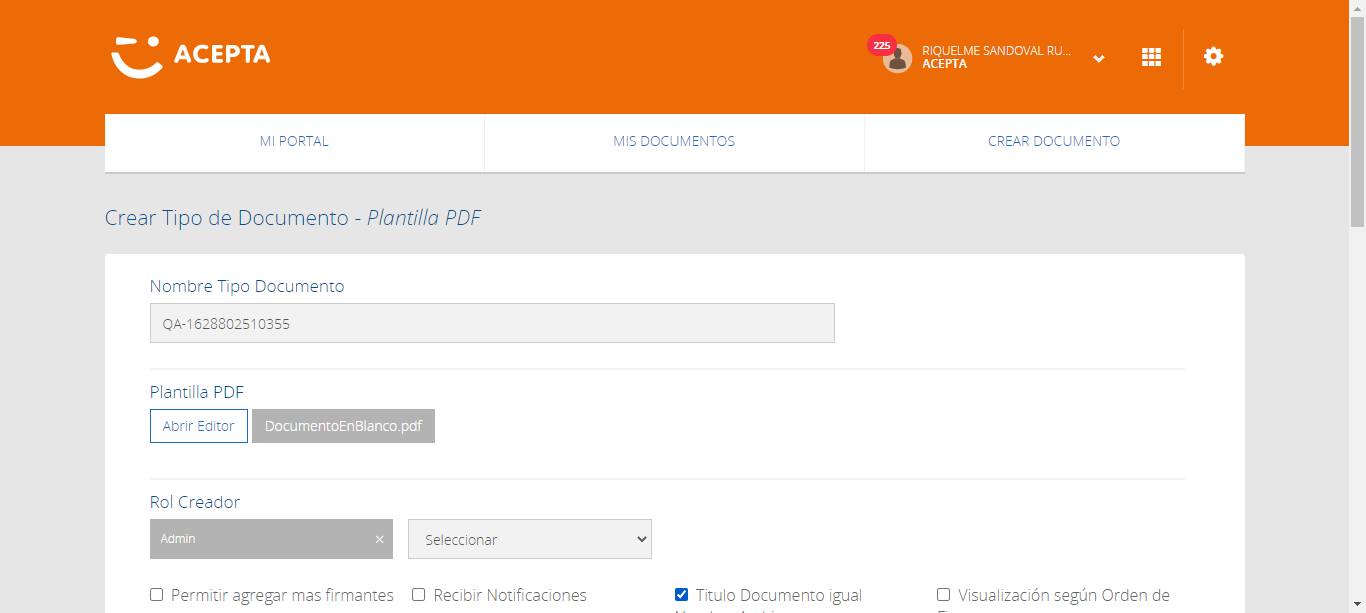 ACEPTA
225
RIQUELME SANDOVAL RU...
ACEPTA
MI PORTAL
MIS DOCUMENTOS
CREAR DOCUMENTO
Crear Tipo de Documento - Plantilla PDF
Nombre Tipo Documento
QA-1628802510355
Plantilla PDF
Abrir Editor
DocumentoEnBlanco.pdf
Rol Creador
Admin ×
Seleccionar
Permitir agregar mas firmantes
Recibir Notificaciones
Titulo Documento igual
Visualización según Orden de